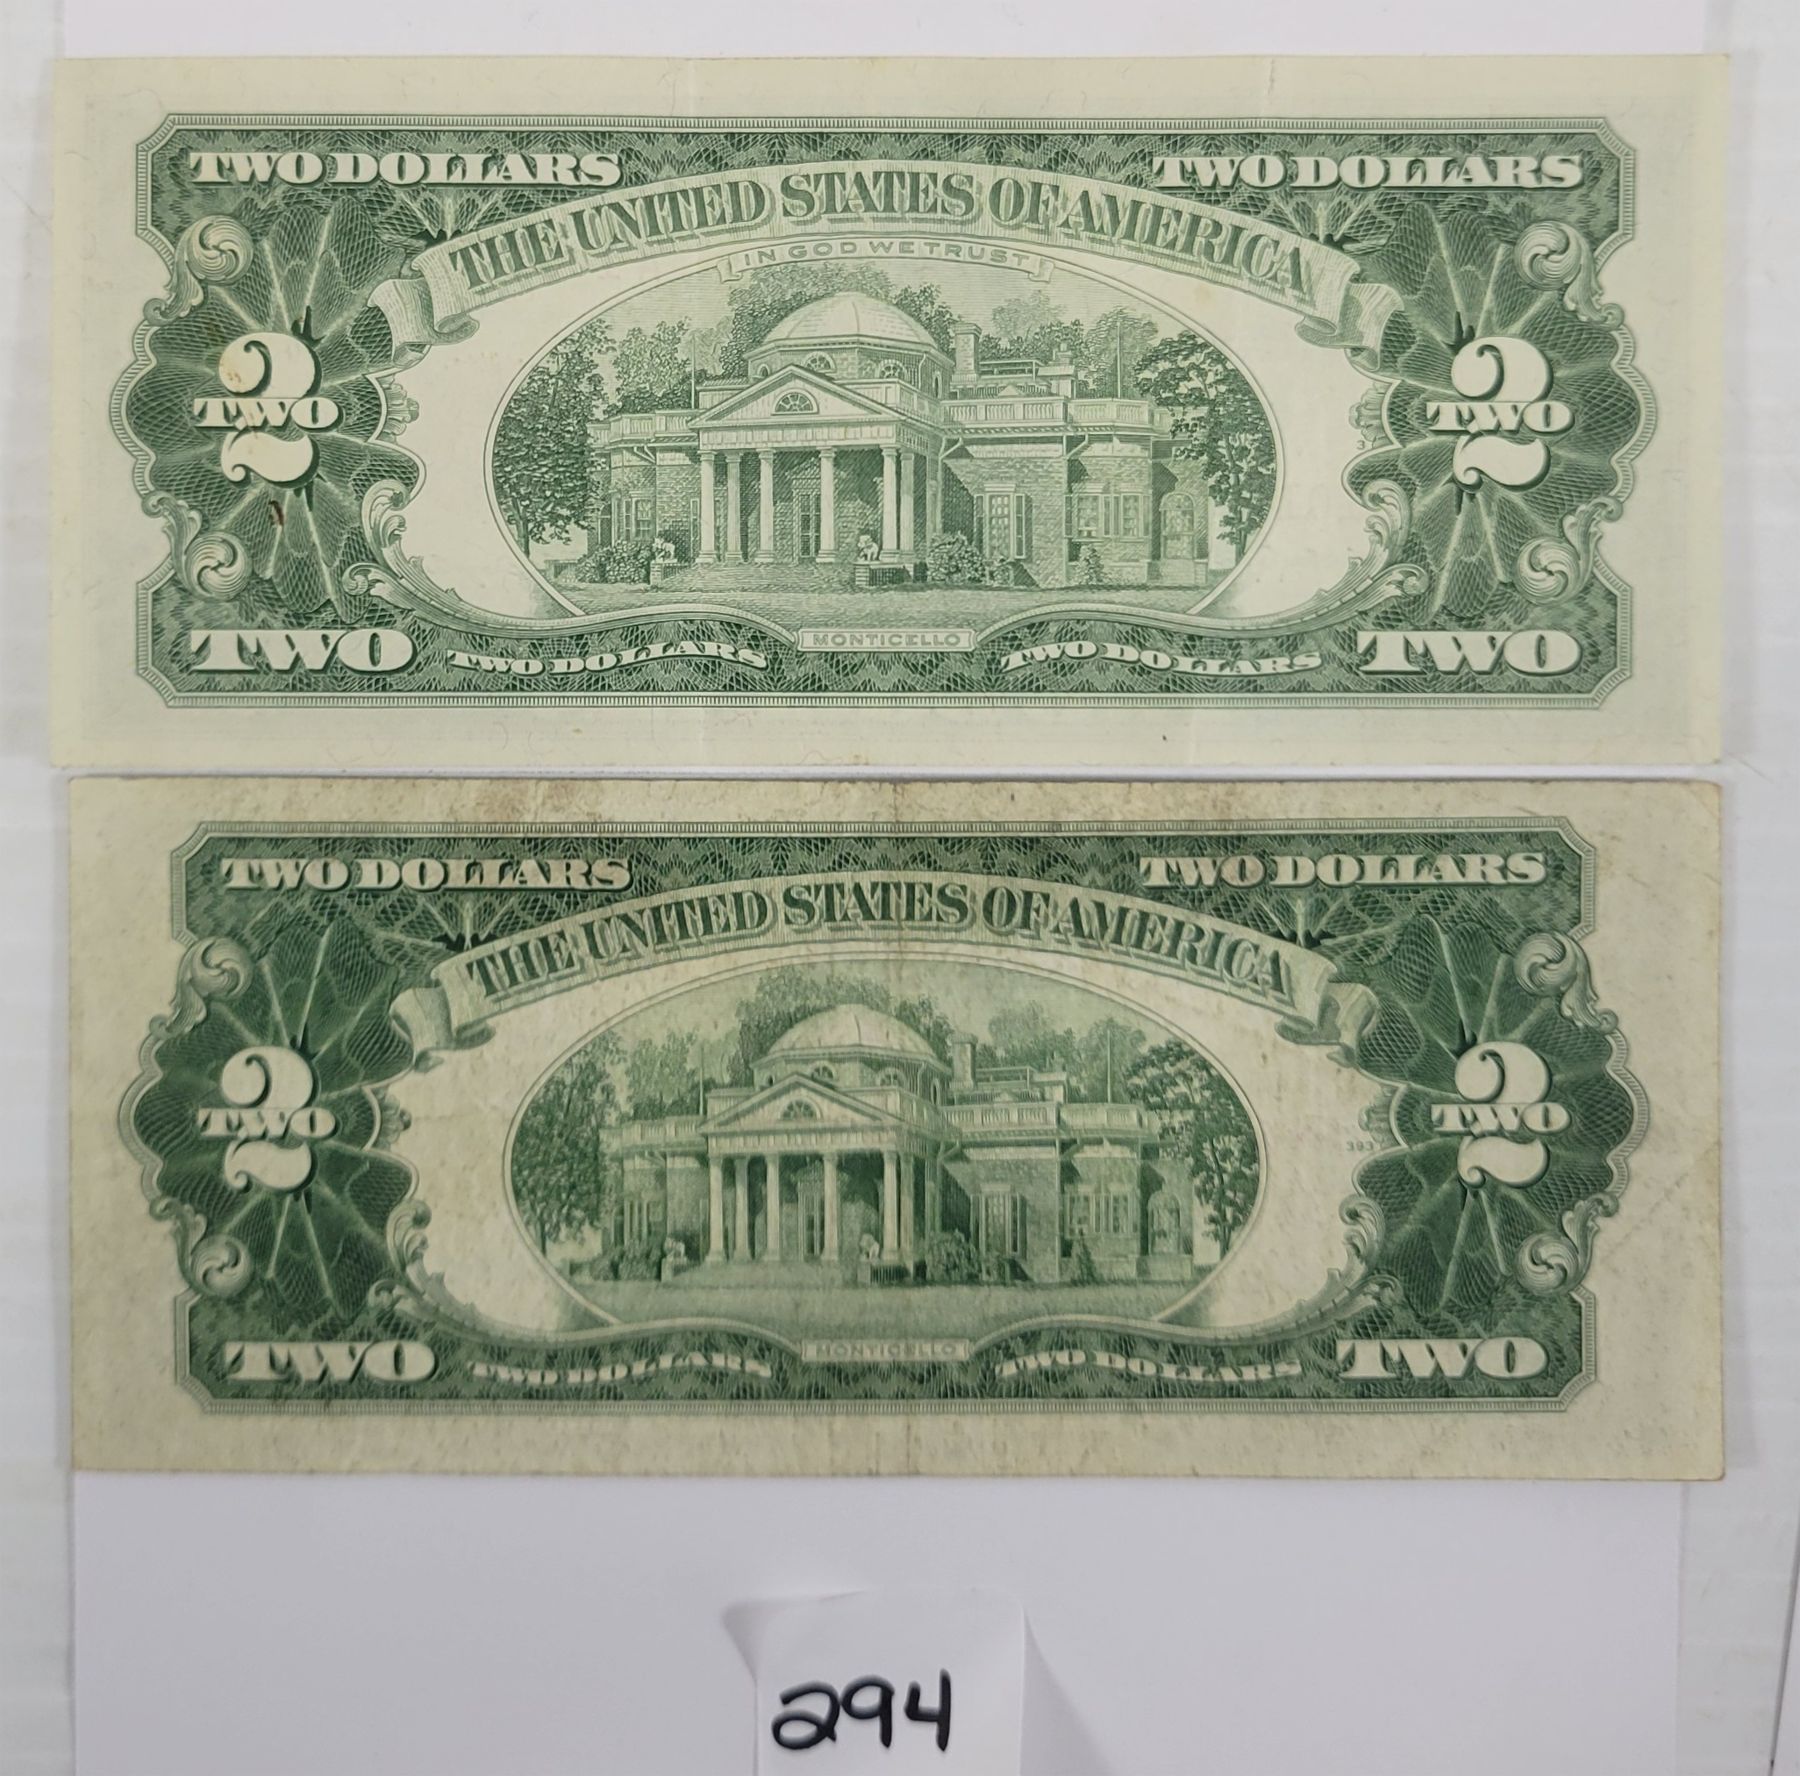 TWO DOLLARS TWO DOLLARS
THE UNITED STATES OF AMERICA
IN GOD WE TRUST
2 2
TWO TWO
3
MONTICELLO
TWO TWO DOLLARS TWO DOLLARS TWO
TWO DOLLARS TWO DOLLARS
THE UNITED STATES OF AMERICA
2 2
TWO TWO
393
MONTICELLO
TWO TWO DOLLARS TWO DOLLARS TWO
294